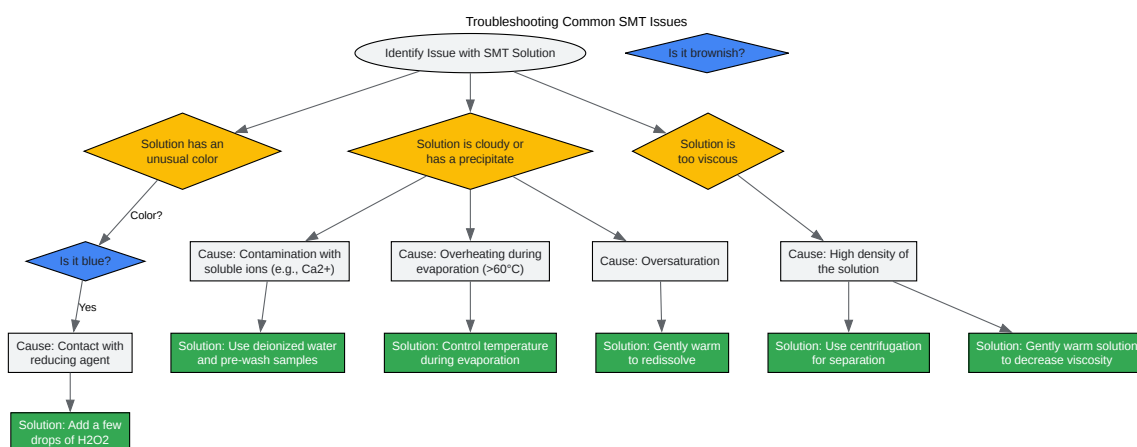 Troubleshooting Common SMT Issues
Identify Issue with SMT Solution
Is it brownish?
Solution has an
unusual color
Solution is cloudy or
has a precipitate
Solution is
too viscous
Color?
Is it blue?
Cause: Contamination with
soluble ions (e.g., Ca2+)
Cause: Overheating during
evaporation (>60°C)
Cause: Oversaturation
Cause: High density of
the solution
Yes
Cause: Contact with
reducing agent
Solution: Use deionized water
and pre-wash samples
Solution: Control temperature
during evaporation
Solution: Gently warm
to redissolve
Solution: Use centrifugation
for separation
Solution: Gently warm solution
to decrease viscosity
Solution: Add a few
drops of H2O2